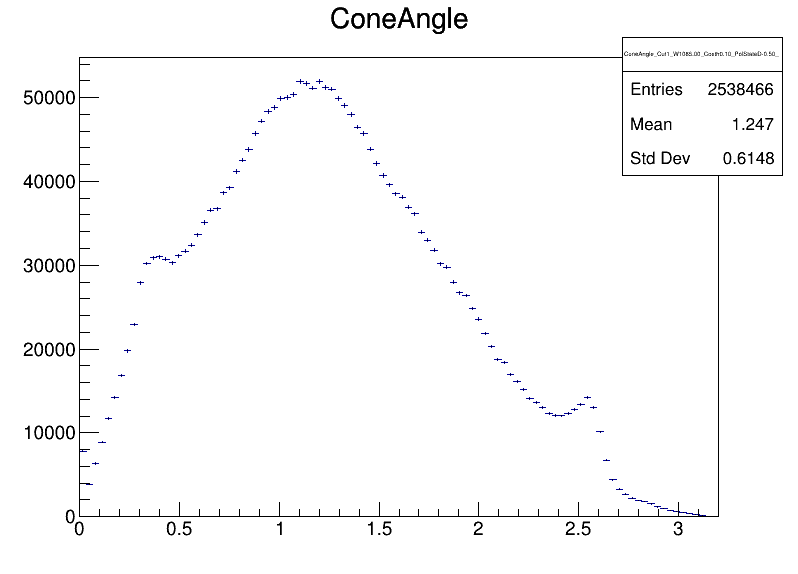 ConeAngle
ConeAngle_Cut1_W1085.00_Costh0.10_PolStateD-0.50_
Entries 2538466
Mean 1.247
Std Dev 0.6148
50000
40000
30000
20000
10000
0
0 0.5 1 1.5 2 2.5 3